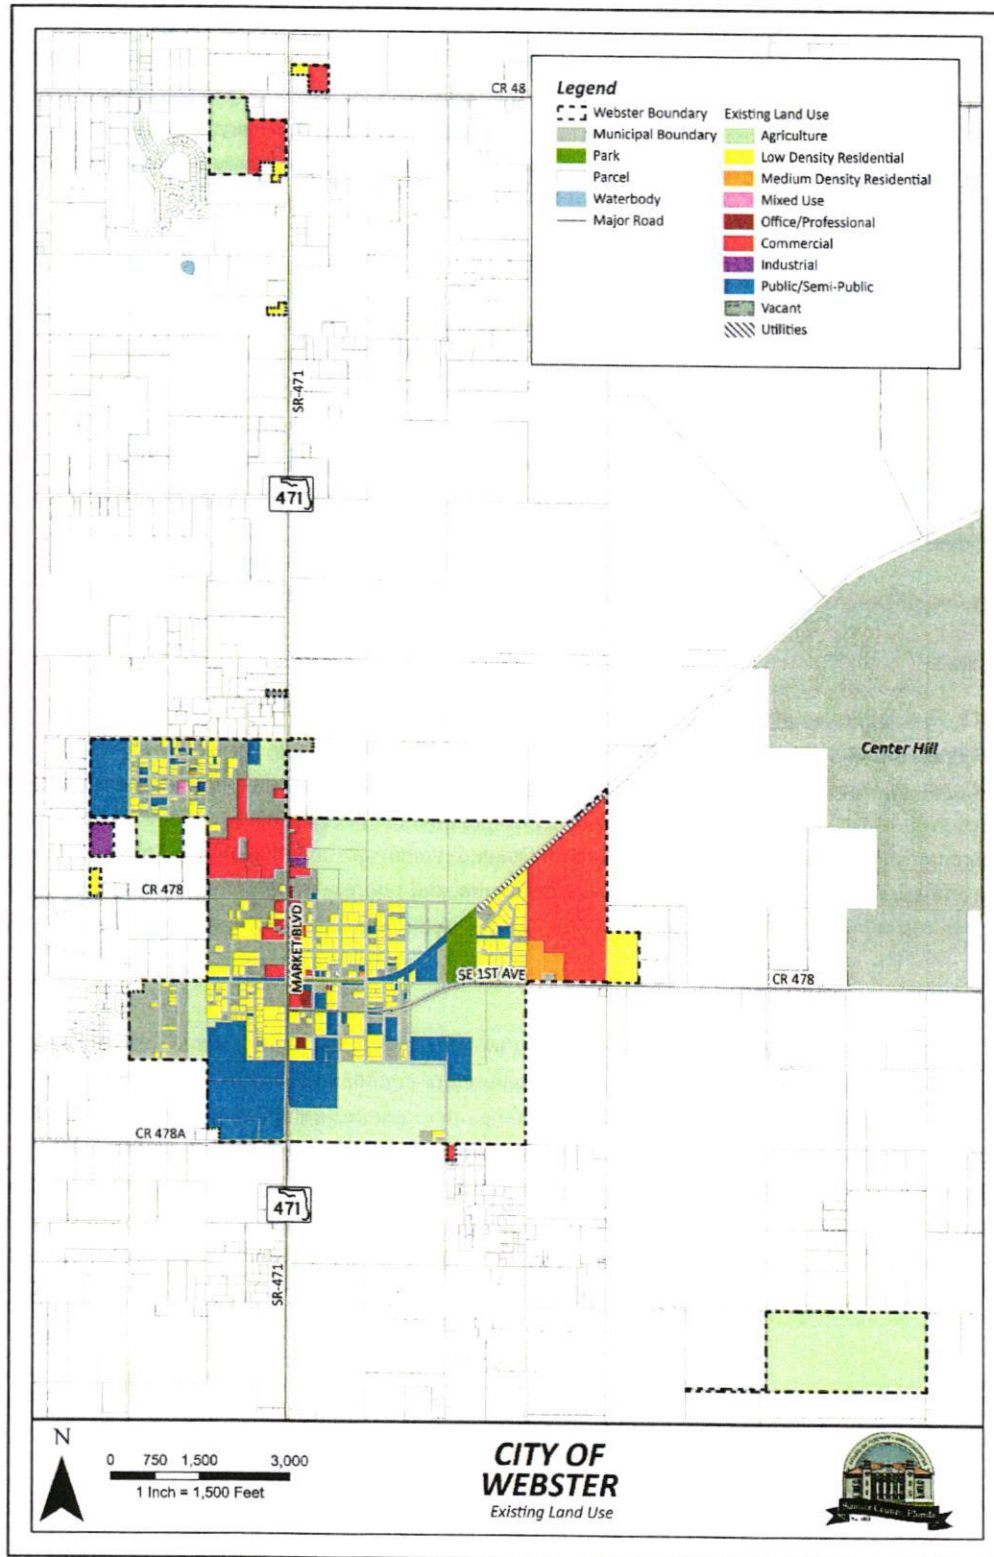 CR 48
Legend
Webster Boundary
Municipal Boundary
Park
Parcel
Waterbody
Major Road
Existing Land Use
Agriculture
Low Density Residential
Medium Density Residential
Mixed Use
Office/Professional
Commercial
Industrial
Public/Semi-Public
Vacant
Utilities
SR-471
471
Center Hill
CR 478
MARKET BLVD
SE 1ST AVE
CR 478
CR 478A
471
SR-471
N
0 750 1,500 3,000
1 Inch = 1,500 Feet
CITY OF
WEBSTER
Existing Land Use
Sumter County, Florida